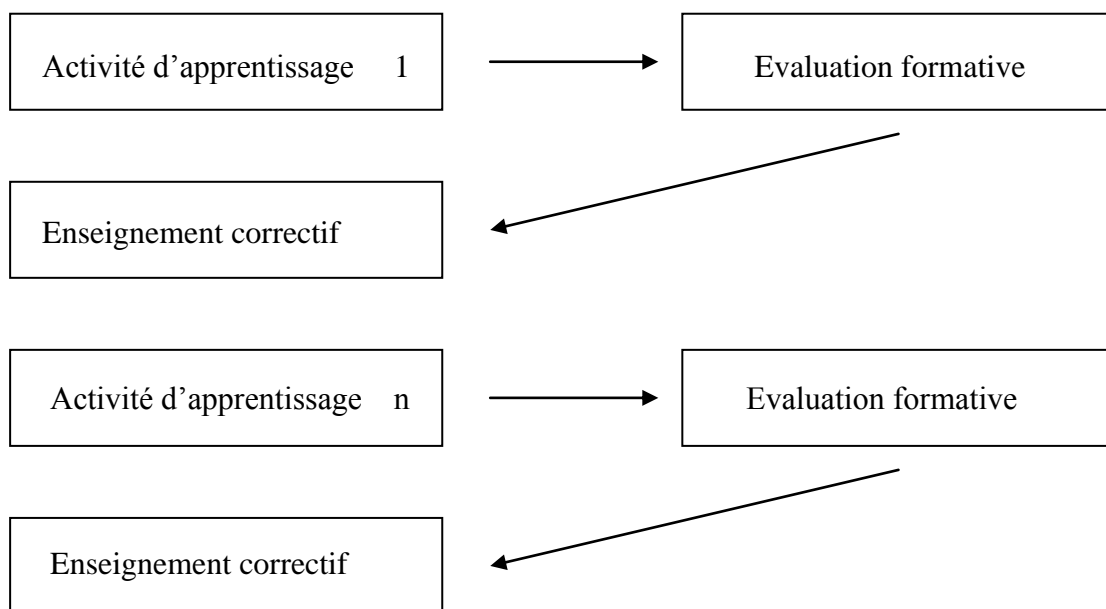 Activité d’apprentissage 1
Evaluation formative
Enseignement correctif
Activité d’apprentissage n
Evaluation formative
Enseignement correctif